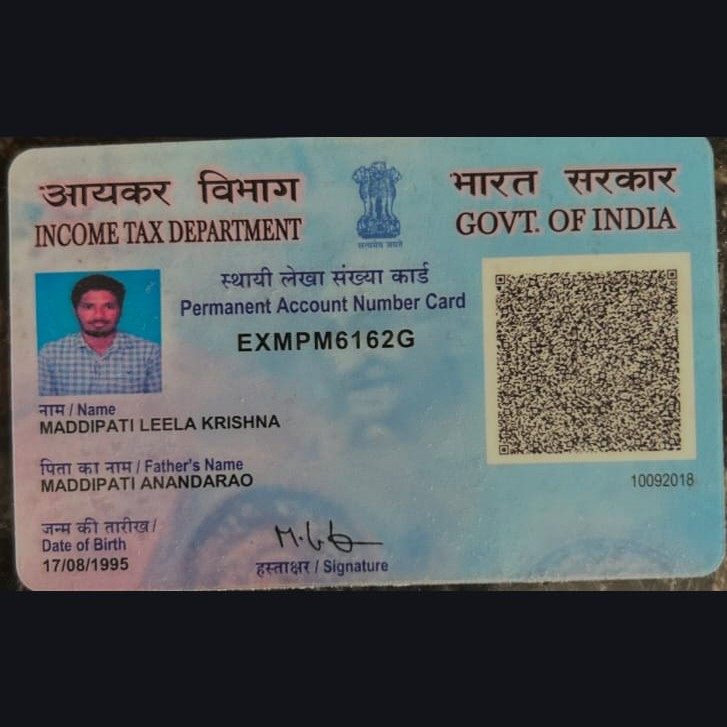 आयकर विभाग
INCOME TAX DEPARTMENT
सत्यमेव जयते
भारत सरकार
GOVT. OF INDIA
स्थायी लेखा संख्या कार्ड
Permanent Account Number Card
EXMPM6162G
नाम / Name
MADDIPATI LEELA KRISHNA
पिता का नाम / Father's Name
MADDIPATI ANANDARAO
जन्म की तारीख /
Date of Birth
17/08/1995
हस्ताक्षर / Signature
10092018